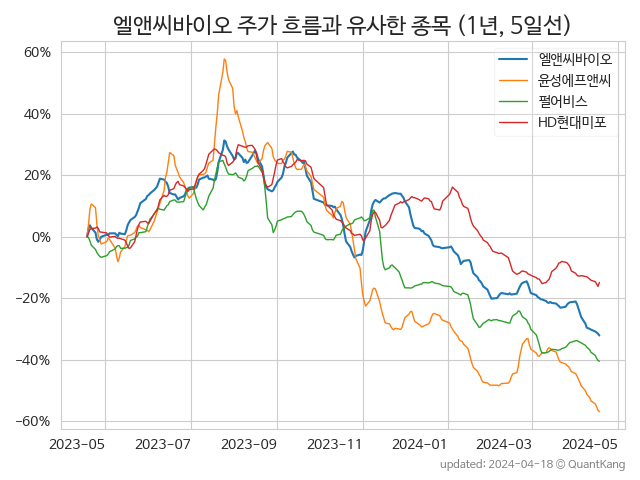 엘앤씨바이오 주가 흐름과 유사한 종목 (1년, 5일선)
60%
40%
20%
0%
−20%
−40%
−60%
엘앤씨바이오
윤성에프앤씨
펄어비스
HD현대미포
2023-05 2023-07 2023-09 2023-11 2024-01 2024-03 2024-05
updated: 2024-04-18 © QuantKang